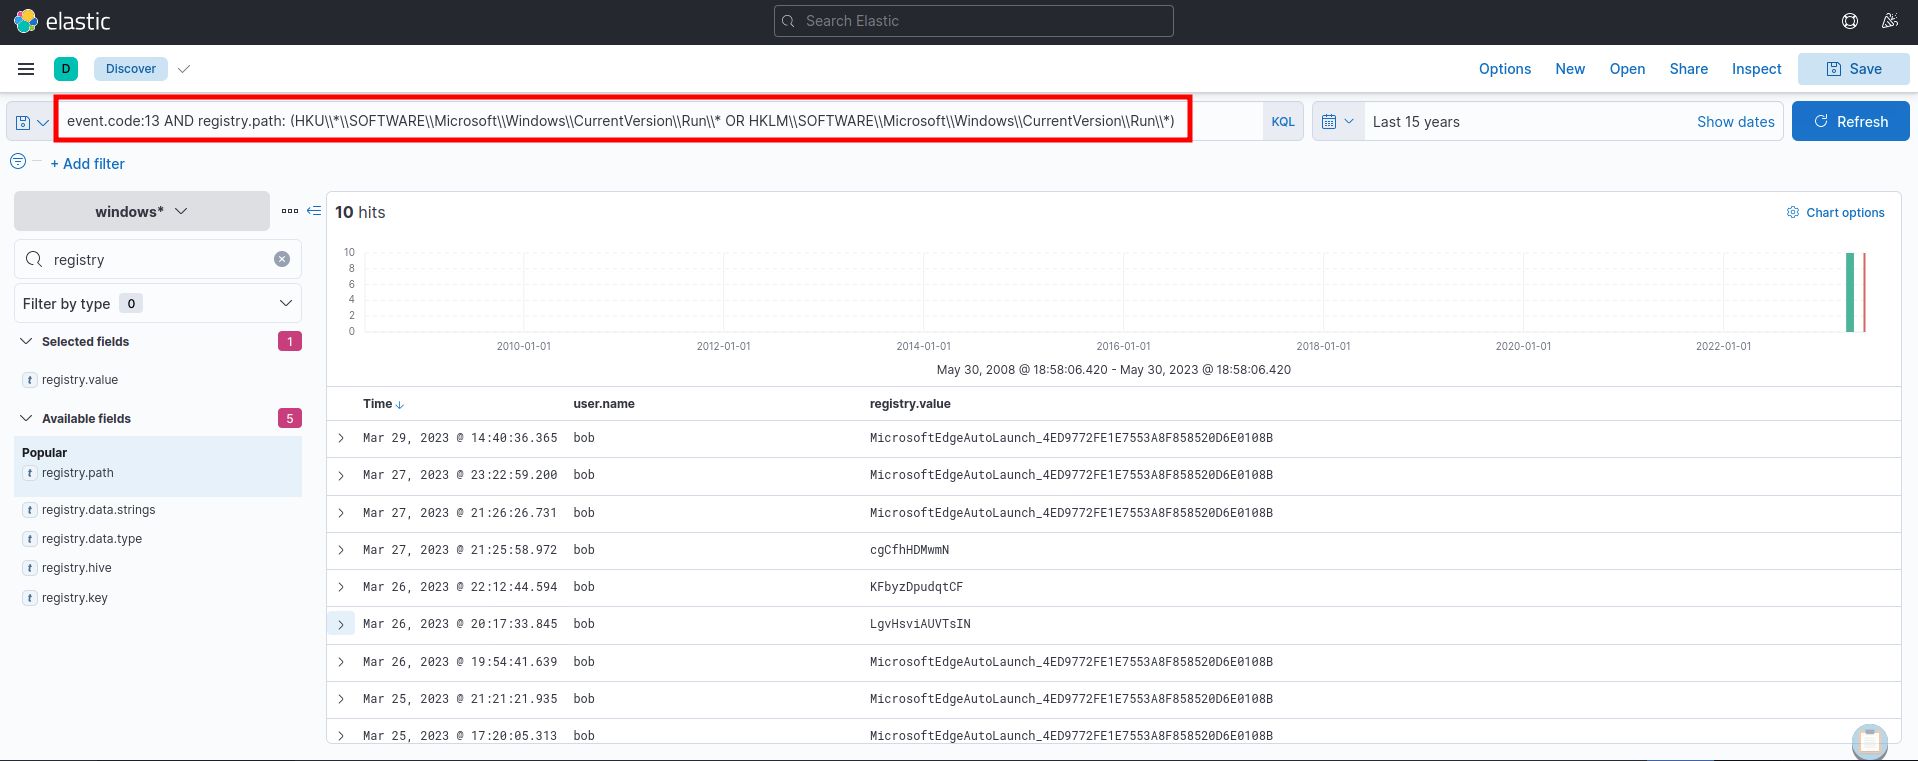 elastic
Search Elastic
D
Discover
Options
New
Open
Share
Inspect
Save
event.code:13 AND registry.path: (HKU\\*\\SOFTWARE\\Microsoft\\Windows\\CurrentVersion\\Run\\* OR HKLM\\SOFTWARE\\Microsoft\\Windows\\CurrentVersion\\Run\\*)
KQL
Last 15 years
Show dates
Refresh
+ Add filter
windows*
registry
Filter by type 0
Selected fields 1
t registry.value
Available fields 5
Popular
t registry.path
t registry.data.strings
t registry.data.type
t registry.hive
t registry.key
10 hits
Chart options
10
8
6
4
2
0
2010-01-01 2012-01-01 2014-01-01 2016-01-01 2018-01-01 2020-01-01 2022-01-01
May 30, 2008 @ 18:58:06.420 - May 30, 2023 @ 18:58:06.420
Time user.name registry.value
Mar 29, 2023 @ 14:40:36.365 bob MicrosoftEdgeAutoLaunch_4ED9772FE1E7553A8F858520D6E0108B
Mar 27, 2023 @ 23:22:59.200 bob MicrosoftEdgeAutoLaunch_4ED9772FE1E7553A8F858520D6E0108B
Mar 27, 2023 @ 21:26:26.731 bob MicrosoftEdgeAutoLaunch_4ED9772FE1E7553A8F858520D6E0108B
Mar 27, 2023 @ 21:25:58.972 bob cgCfhHDMwmN
Mar 26, 2023 @ 22:12:44.594 bob KFbyzDpudqtCF
Mar 26, 2023 @ 20:17:33.845 bob LgvHsviAUVTsIN
Mar 26, 2023 @ 19:54:41.639 bob MicrosoftEdgeAutoLaunch_4ED9772FE1E7553A8F858520D6E0108B
Mar 25, 2023 @ 21:21:21.935 bob MicrosoftEdgeAutoLaunch_4ED9772FE1E7553A8F858520D6E0108B
Mar 25, 2023 @ 17:20:05.313 bob MicrosoftEdgeAutoLaunch_4ED9772FE1E7553A8F858520D6E0108B